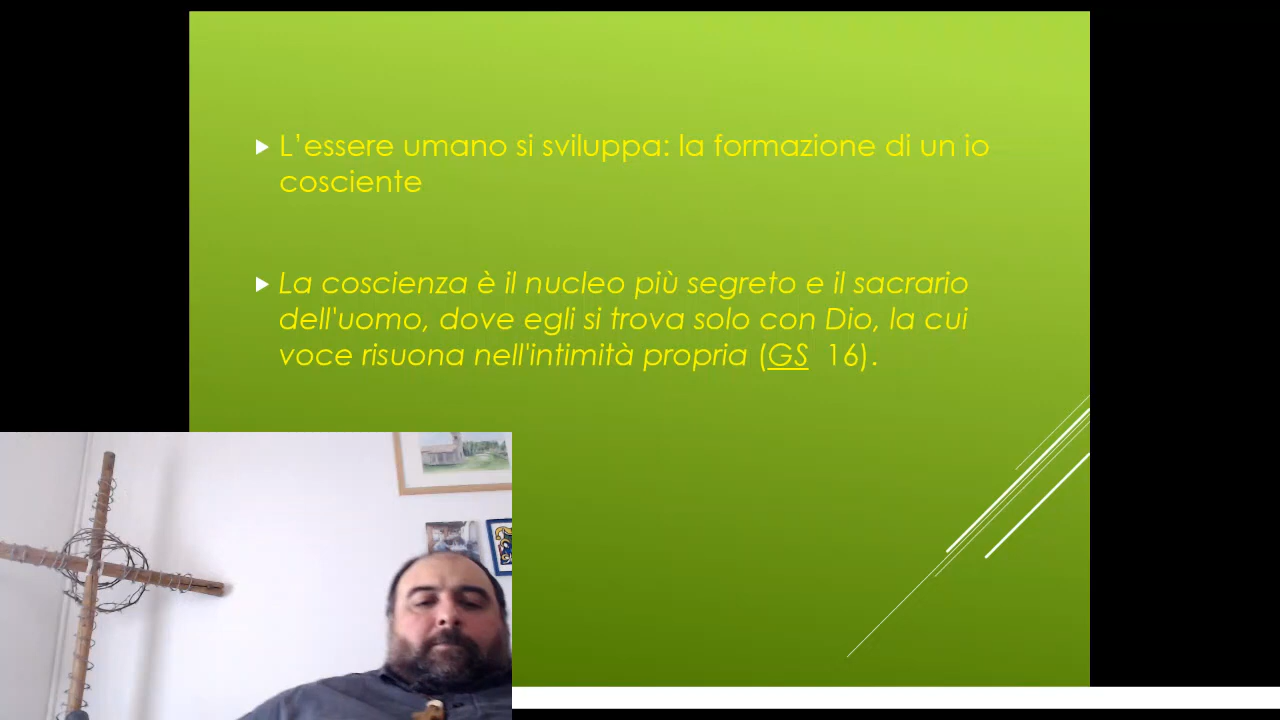 L'essere umano si sviluppa: la formazione di un io
cosciente
La coscienza è il nucleo più segreto e il sacrario
dell'uomo, dove egli si trova solo con Dio, la cui
voce risuona nell'intimità propria (GS 16).